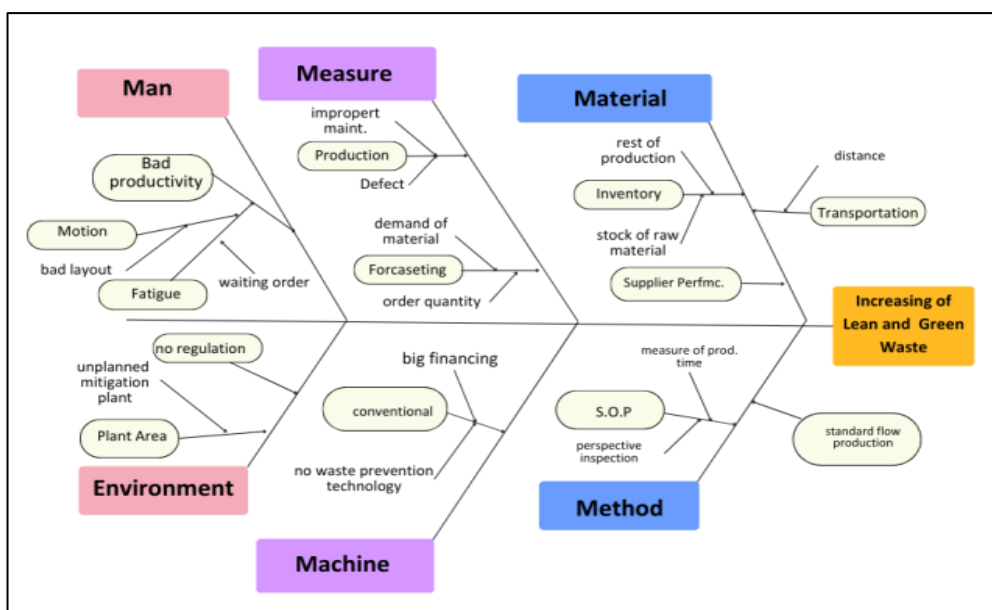 Man
Measure
Material
impropert
maint.
Production
Defect
rest of
production
distance
Bad
productivity
Inventory
Transportation
Motion
demand of
material
stock of raw
material
bad layout
waiting order
Forcaseting
Fatigue
order quantity
Supplier Perfmc.
Increasing of
Lean and Green
Waste
no regulation
unplanned
mitigation
plant
big financing
measure of prod.
time
conventional
S.O.P
Plant Area
standard flow
production
perspective
inspection
no waste prevention
technology
Environment
Method
Machine